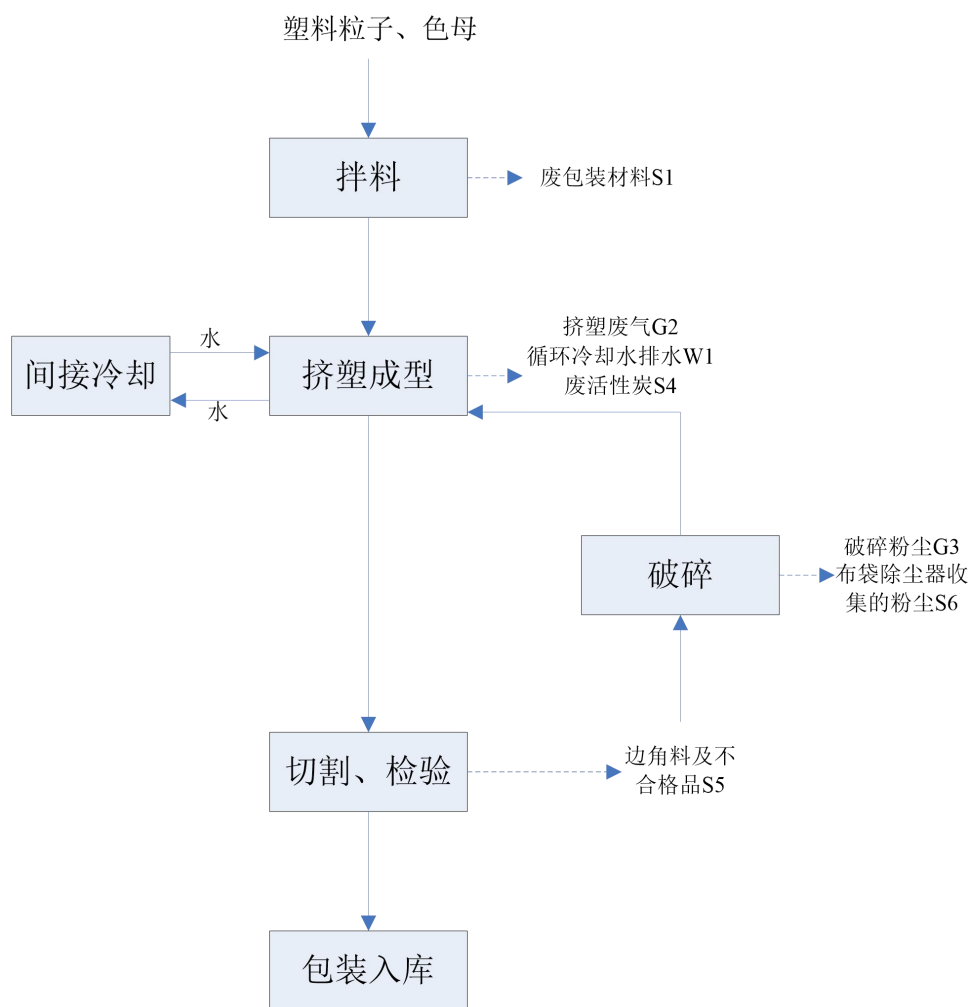 塑料粒子、色母
拌料
废包装材料S1
水
间接冷却
水
挤塑成型
挤塑废气G2
循环冷却水排水W1
废活性炭S4
破碎
破碎粉尘G3
布袋除尘器收
集的粉尘S6
切割、检验
边角料及不
合格品S5
包装入库